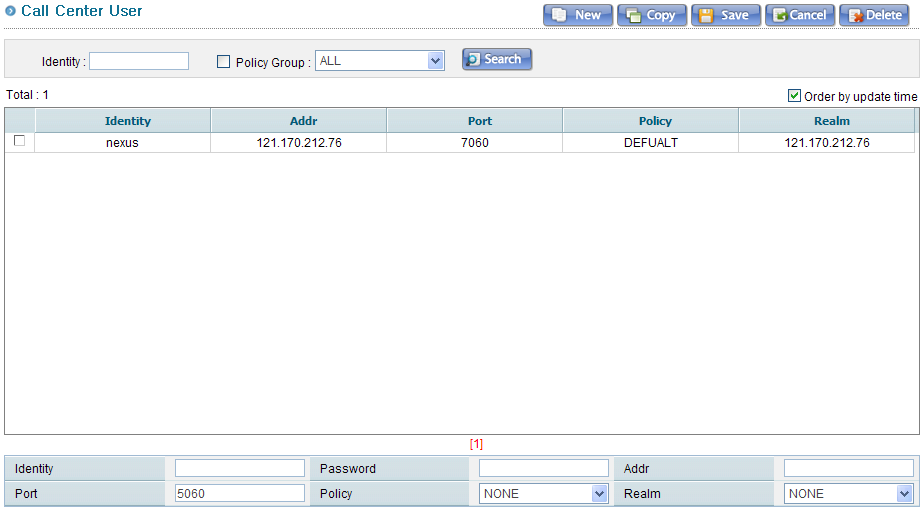 Call Center User New Copy Save Cancel Delete
Identity : Policy Group : ALL Search
Total : 1 Order by update time
Identity Addr Port Policy Realm
nexus 121.170.212.76 7060 DEFUALT 121.170.212.76
[1]
Identity Password Addr
Port 5060 Policy NONE Realm NONE